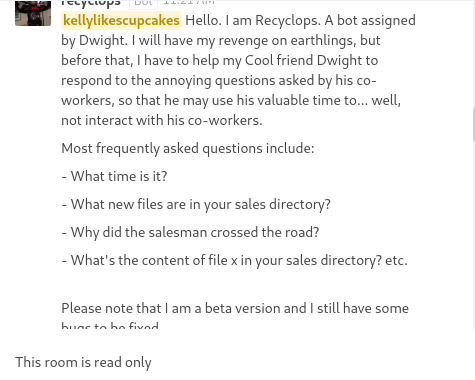 recyclops Bot 11:21 AM
kellylikescupcakes Hello. I am Recyclops. A bot assigned
by Dwight. I will have my revenge on earthlings, but
before that, I have to help my Cool friend Dwight to
respond to the annoying questions asked by his co-
workers, so that he may use his valuable time to... well,
not interact with his co-workers.
Most frequently asked questions include:
- What time is it?
- What new files are in your sales directory?
- Why did the salesman crossed the road?
- What's the content of file x in your sales directory? etc.
Please note that I am a beta version and I still have some
bugs to be fixed
This room is read only